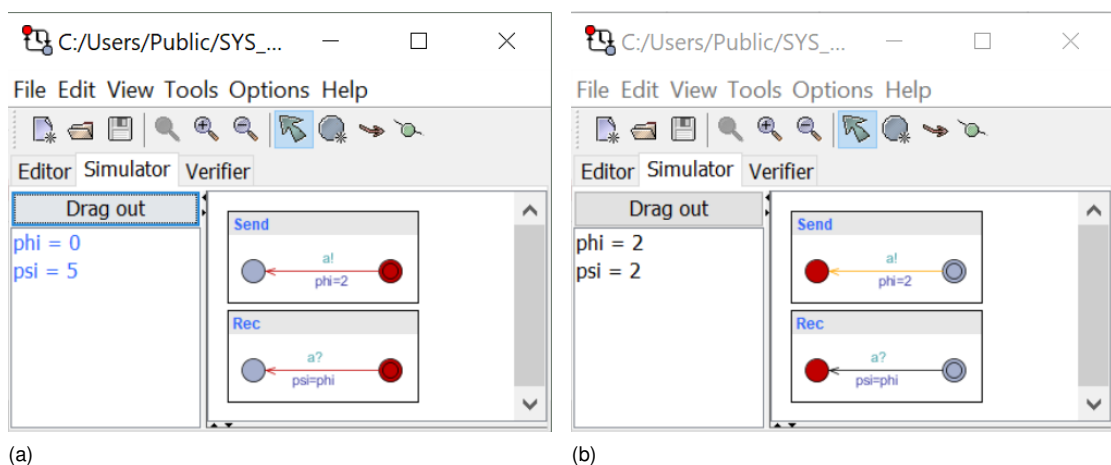 C:/Users/Public/SYS_...
File Edit View Tools Options Help
Editor Simulator Verifier
Drag out
phi = 0
psi = 5
Send
a!
phi=2
Rec
a?
psi=phi
(a)
C:/Users/Public/SYS_...
File Edit View Tools Options Help
Editor Simulator Verifier
Drag out
phi = 2
psi = 2
Send
a!
phi=2
Rec
a?
psi=phi
(b)